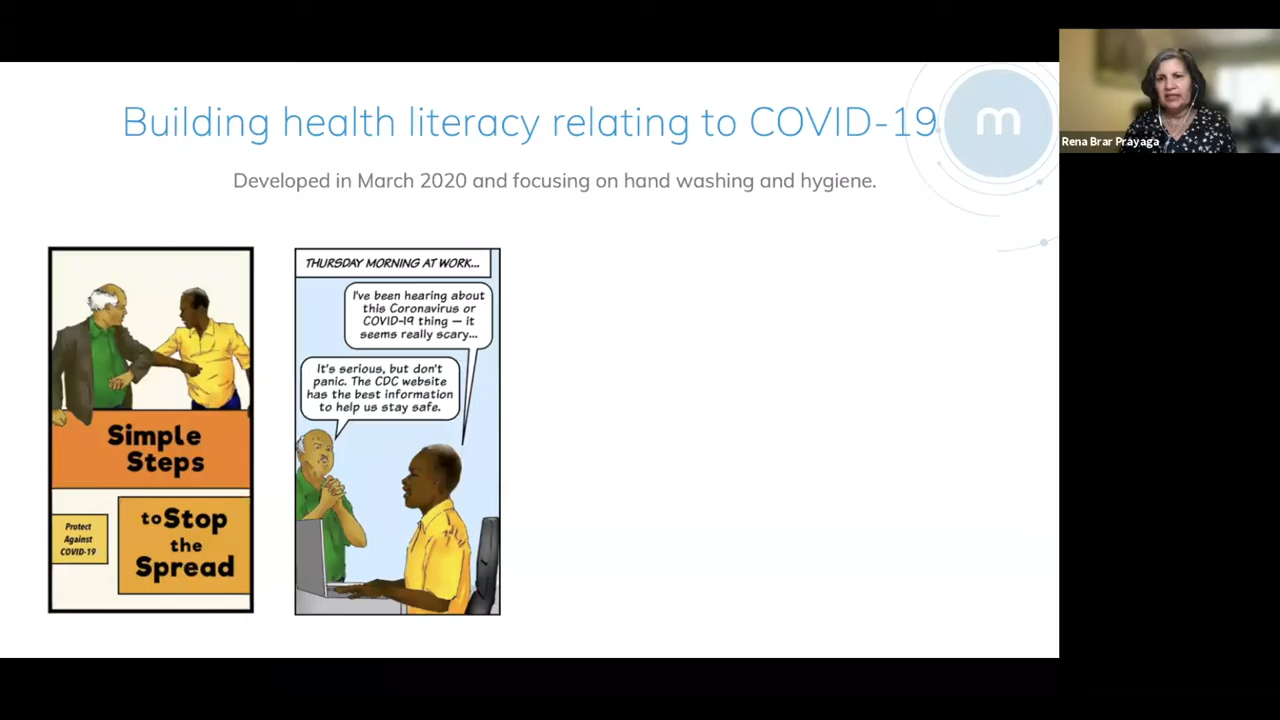 Building health literacy relating to COVID-19
m
Developed in March 2020 and focusing on hand washing and hygiene.
Rena Brar Prayaga
Simple
Steps
to Stop
the
Spread
Protect
Against
COVID-19
THURSDAY MORNING AT WORK...
I've been hearing about
this Coronavirus or
COVID-19 thing — it
seems really scary...
It's serious, but don't
panic. The CDC website
has the best information
to help us stay safe.